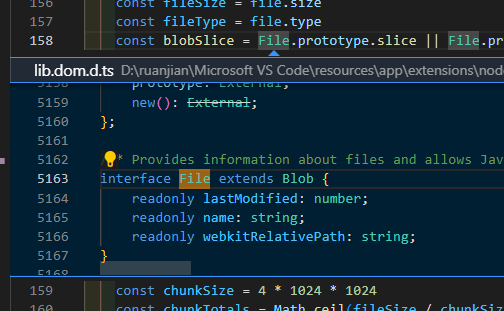 156 const fileSize = file.size
157 const fileType = file.type
158 const blobSlice = File.prototype.slice || File.pr
lib.dom.d.ts D:\ruanjian\Microsoft VS Code\resources\app\extensions\node
5158 prototype: External;
5159 new(): External;
5160 };
5161
5162 * Provides information about files and allows Jav
5163 interface File extends Blob {
5164 readonly lastModified: number;
5165 readonly name: string;
5166 readonly webkitRelativePath: string;
5167 }
5168
159 const chunkSize = 4 * 1024 * 1024
160 const chunkTotals = Math.ceil(fileSize / chunkSiz